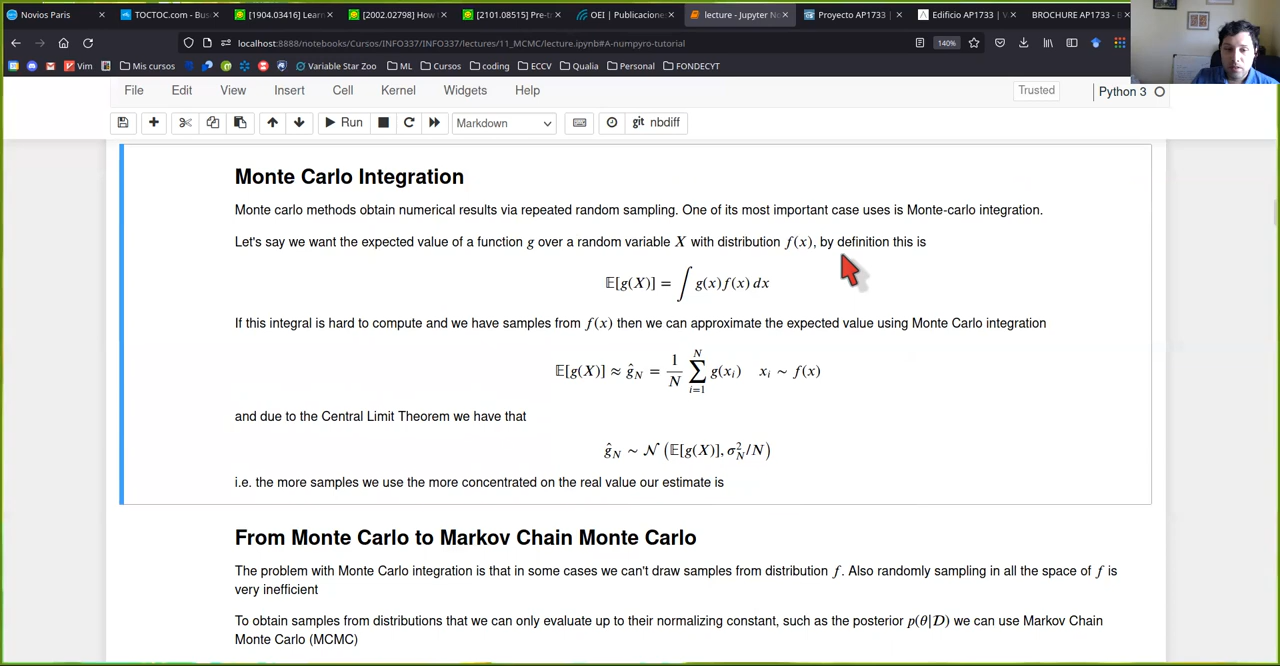 Novios Paris × TOCTOC.com - Bus × [1904.03416] Lear × [2002.02798] How × [2101.08515] Pre-t × OEI | Publicacione × lecture - Jupyter No × Proyecto AP1733 × Edificio AP1733 | V × BROCHURE AP1733 - B
localhost:8888/notebooks/Cursos/INFO337/INFO337/lectures/11_MCMC/lecture.ipynb#A-numpyro-tutorial 140%
Vim Mis cursos Variable Star Zoo ML Cursos coding ECCV Qualia Personal FONDECYT
File Edit View Insert Cell Kernel Widgets Help Trusted Python 3
Run Markdown git nbdiff
Monte Carlo Integration
Monte carlo methods obtain numerical results via repeated random sampling. One of its most important case uses is Monte-carlo integration.
Let's say we want the expected value of a function g over a random variable X with distribution f(x), by definition this is
𝔼[g(X)] = ∫ g(x)f(x) dx
If this integral is hard to compute and we have samples from f(x) then we can approximate the expected value using Monte Carlo integration
𝔼[g(X)] ≈ ĝ_N = 1/N ∑_{i=1}^{N} g(x_i) x_i ~ f(x)
and due to the Central Limit Theorem we have that
ĝ_N ~ 𝒩 (𝔼[g(X)], σ_N^2/N)
i.e. the more samples we use the more concentrated on the real value our estimate is
From Monte Carlo to Markov Chain Monte Carlo
The problem with Monte Carlo integration is that in some cases we can't draw samples from distribution f. Also randomly sampling in all the space of f is
very inefficient
To obtain samples from distributions that we can only evaluate up to their normalizing constant, such as the posterior p(θ|𝒟) we can use Markov Chain
Monte Carlo (MCMC)